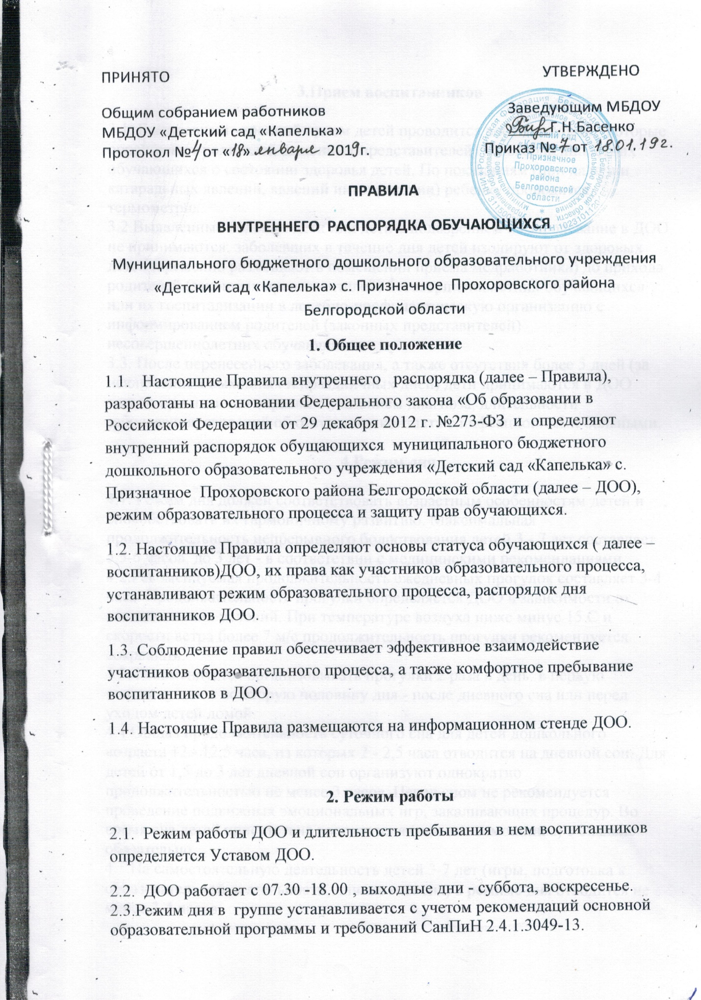 ПРИНЯТО
УТВЕРЖДЕНО
Общим собранием работников
МБДОУ «Детский сад «Капелька»
Протокол №4 от «18» января 2019г.
Заведующим МБДОУ
Г.Н.Басенко
Приказ № 7 от 18.01.19г.
Детский сад
«Капелька»
с. Призначное
Прохоровского
района
Белгородской
области
ПРАВИЛА
ВНУТРЕННЕГО РАСПОРЯДКА ОБУЧАЮЩИХСЯ
Муниципального бюджетного дошкольного образовательного учреждения
«Детский сад «Капелька» с. Призначное Прохоровского района
Белгородской области
1. Общее положение
1.1. Настоящие Правила внутреннего распорядка (далее – Правила),
разработаны на основании Федерального закона «Об образовании в
Российской Федерации от 29 декабря 2012 г. №273-ФЗ и определяют
внутренний распорядок обущающихся муниципального бюджетного
дошкольного образовательного учреждения «Детский сад «Капелька» с.
Призначное Прохоровского района Белгородской области (далее – ДОО),
режим образовательного процесса и защиту прав обучающихся.
1.2. Настоящие Правила определяют основы статуса обучающихся ( далее –
воспитанников)ДОО, их права как участников образовательного процесса,
устанавливают режим образовательного процесса, распорядок дня
воспитанников ДОО.
1.3. Соблюдение правил обеспечивает эффективное взаимодействие
участников образовательного процесса, а также комфортное пребывание
воспитанников в ДОО.
1.4. Настоящие Правила размещаются на информационном стенде ДОО.
2. Режим работы
2.1. Режим работы ДОО и длительность пребывания в нем воспитанников
определяется Уставом ДОО.
2.2. ДОО работает с 07.30 -18.00 , выходные дни - суббота, воскресенье.
2.3.Режим дня в группе устанавливается с учетом рекомендаций основной
образовательной программы и требований СанПиН 2.4.1.3049-13.